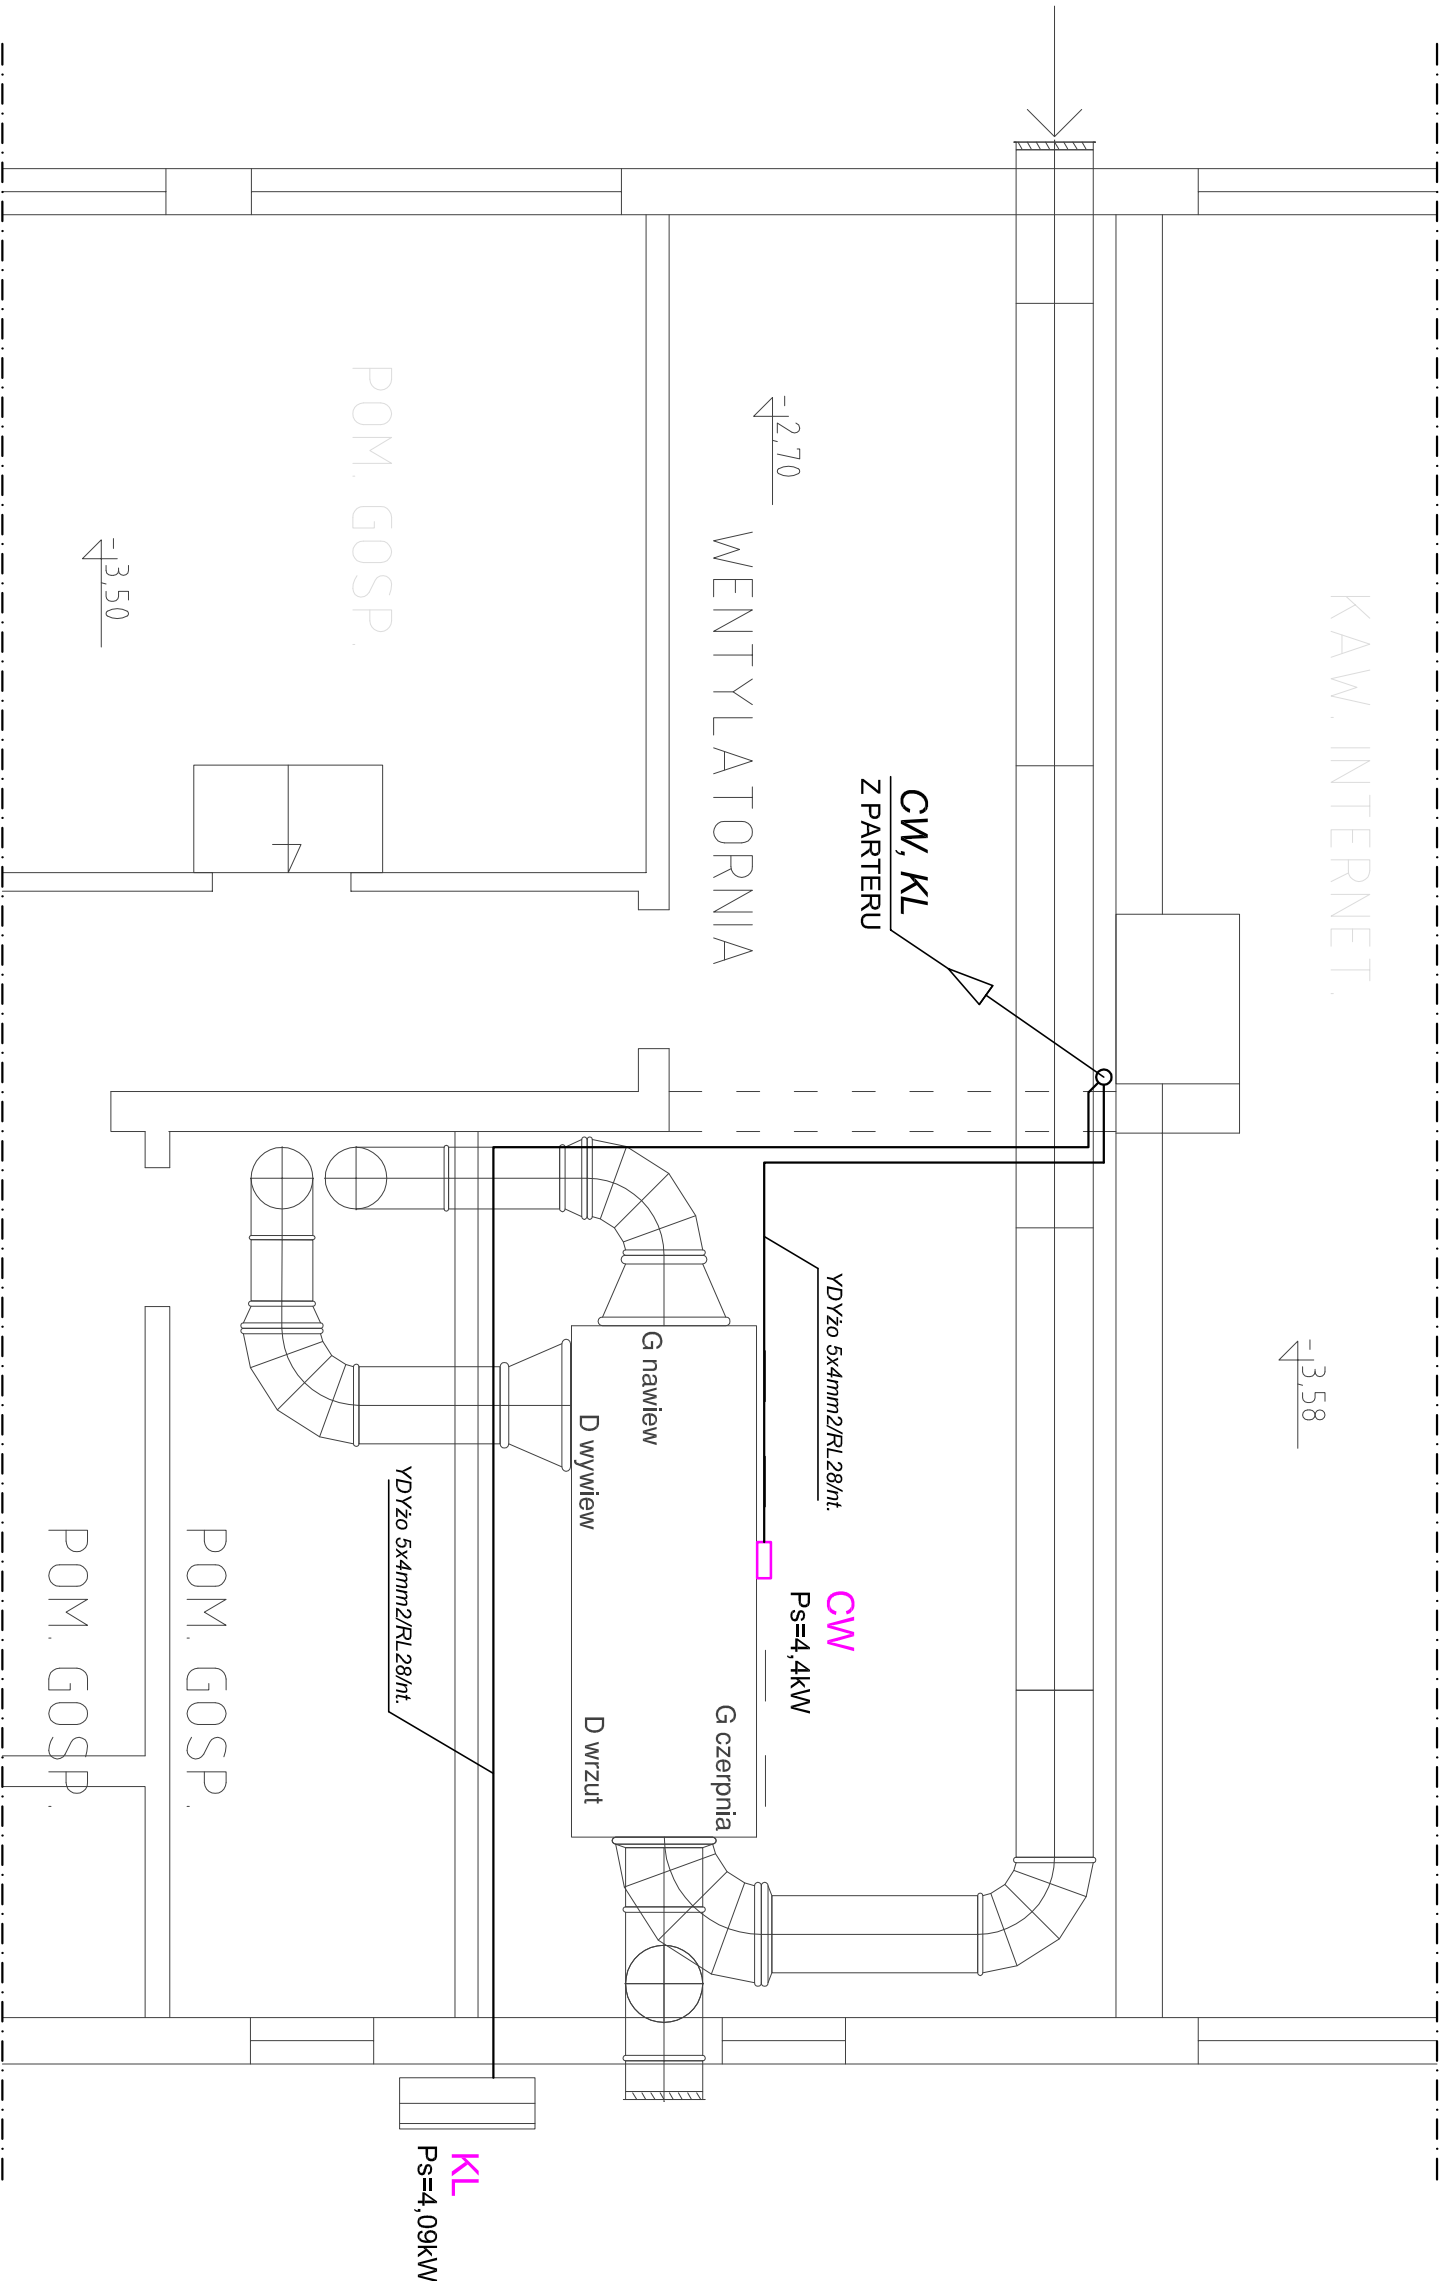 KAW. INTERNET.
-3,58
CW, KL
Z PARTERU
-2,70
WENTYLATORNIA
YDYżo 5x4mm2/RL28/nt.
CW
Ps=4,4kW
G czerpnia
G nawiew
D wywiew
D wrzut
POM. GOSP.
-3,50
YDYżo 5x4mm2/RL28/nt.
KL
Ps=4,09kW
POM. GOSP.
POM. GOSP.